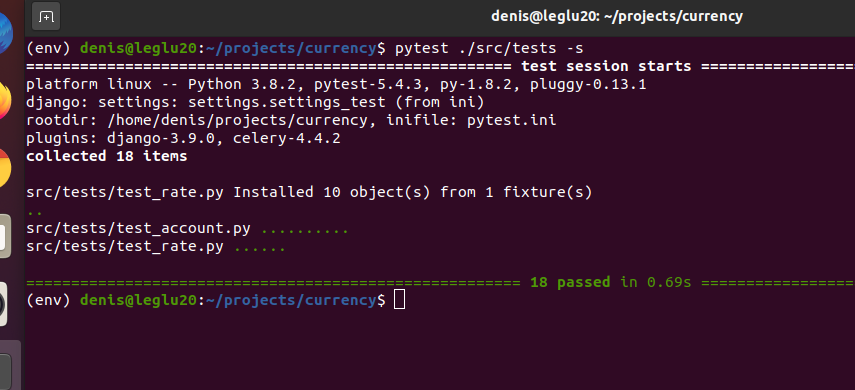 denis@leglu20: ~/projects/currency
(env) denis@leglu20:~/projects/currency$ pytest ./src/tests -s
====================================================== test session starts =================
platform linux -- Python 3.8.2, pytest-5.4.3, py-1.8.2, pluggy-0.13.1
django: settings: settings.settings_test (from ini)
rootdir: /home/denis/projects/currency, inifile: pytest.ini
plugins: django-3.9.0, celery-4.4.2
collected 18 items
src/tests/test_rate.py Installed 10 object(s) from 1 fixture(s)
..
src/tests/test_account.py ..........
src/tests/test_rate.py ......
======================================================= 18 passed in 0.69s =================
(env) denis@leglu20:~/projects/currency$